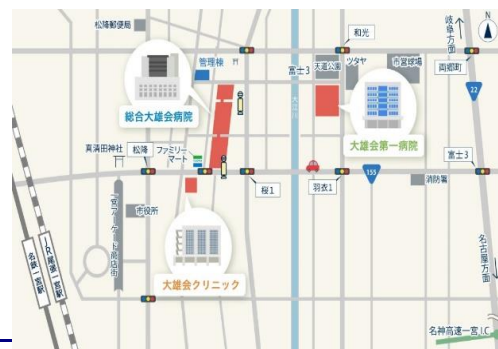 松降郵便局
和光
岐阜方面
N
管理棟
富士3
天道公園
ツタヤ
市営球場
両郷町
22
総合大雄会病院
大雄会第一病院
真清田神社
松降
ファミリー
マート
桜1
羽衣1
155
消防署
富士3
一宮アーケード商店街
市役所
大雄会クリニック
名鉄一宮駅
JR尾張一宮駅
名古屋方面
名神高速一宮I.C